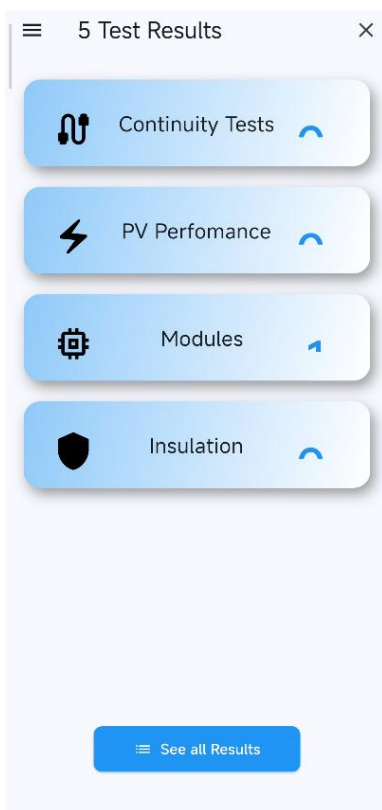 5 Test Results
Continuity Tests
PV Perfomance
Modules
Insulation
See all Results